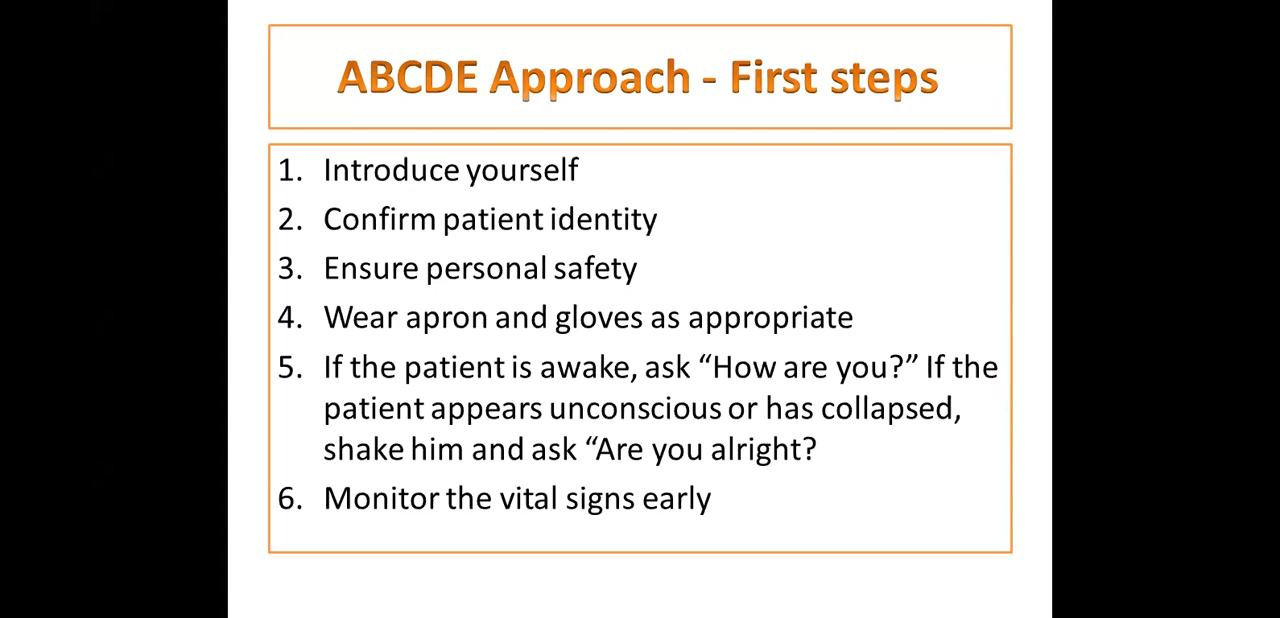 ABCDE Approach - First steps
1. Introduce yourself
2. Confirm patient identity
3. Ensure personal safety
4. Wear apron and gloves as appropriate
5. If the patient is awake, ask “How are you?” If the
patient appears unconscious or has collapsed,
shake him and ask “Are you alright?
6. Monitor the vital signs early